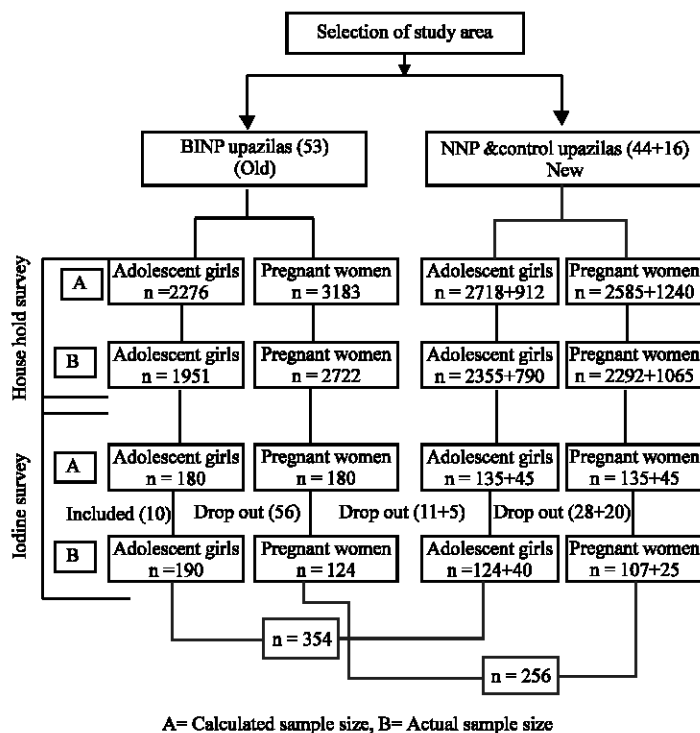 Selection of study area
BINP upazilas (53)
(Old)
NNP &control upazilas (44+16)
New
House hold survey
A
Adolescent girls
n =2276
Pregnant women
n = 3183
Adolescent girls
n = 2718+912
Pregnant women
n = 2585+1240
B
Adolescent girls
n = 1951
Pregnant women
n = 2722
Adolescent girls
n = 2355+790
Pregnant women
n = 2292+1065
Iodine survey
A
Adolescent girls
n = 180
Pregnant women
n = 180
Adolescent girls
n = 135+45
Pregnant women
n = 135+45
Included (10)
Drop out (56)
Drop out (11+5)
Drop out (28+20)
B
Adolescent girls
n =190
Pregnant women
n = 124
Adolescent girls
n =124+40
Pregnant women
n = 107+25
n = 354
n = 256
A= Calculated sample size, B= Actual sample size